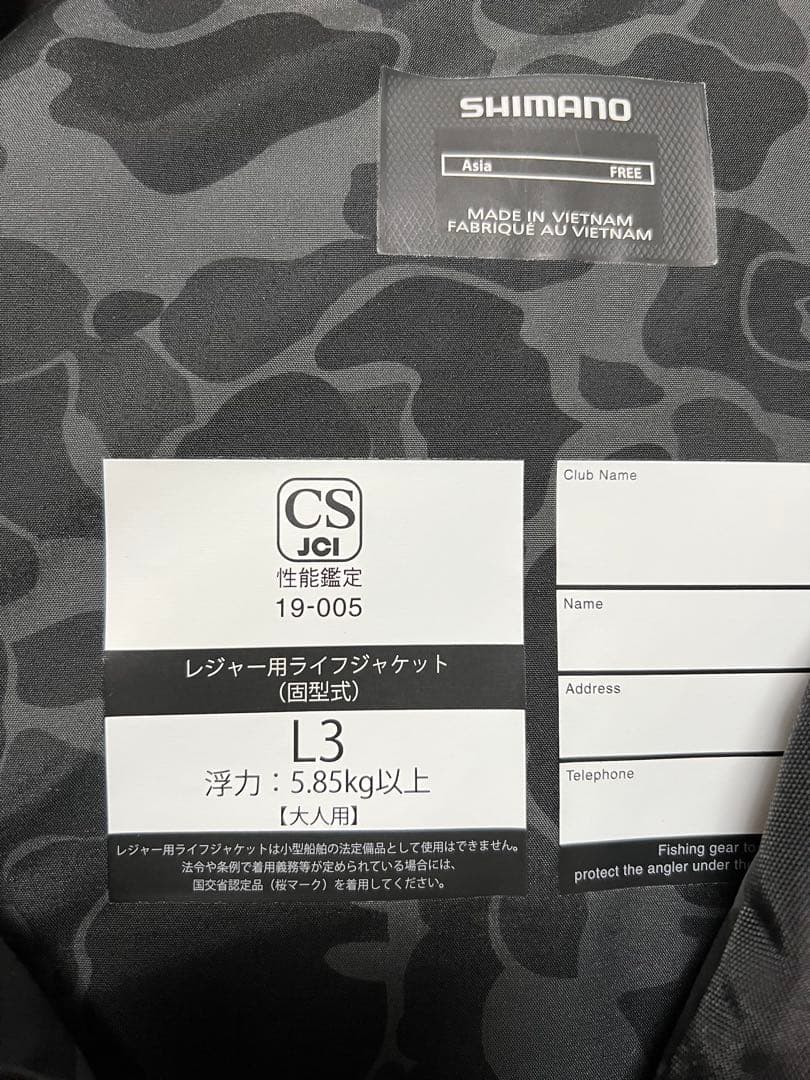 SHIMANO
Asia FREE
MADE IN VIETNAM
FABRIQUÉ AU VIETNAM
CS
JCI
性能鑑定
19-005
レジャー用ライフジャケット
（固型式）
L3
浮力：5.85kg以上
【大人用】
レジャー用ライフジャケットは小型船舶の法定備品として使用はできません。
法令や条例で着用義務等が定められている場合には、
国交省認定品（桜マーク）を着用してください。
Club Name
Name
Address
Telephone
Fishing gear to
protect the angler under